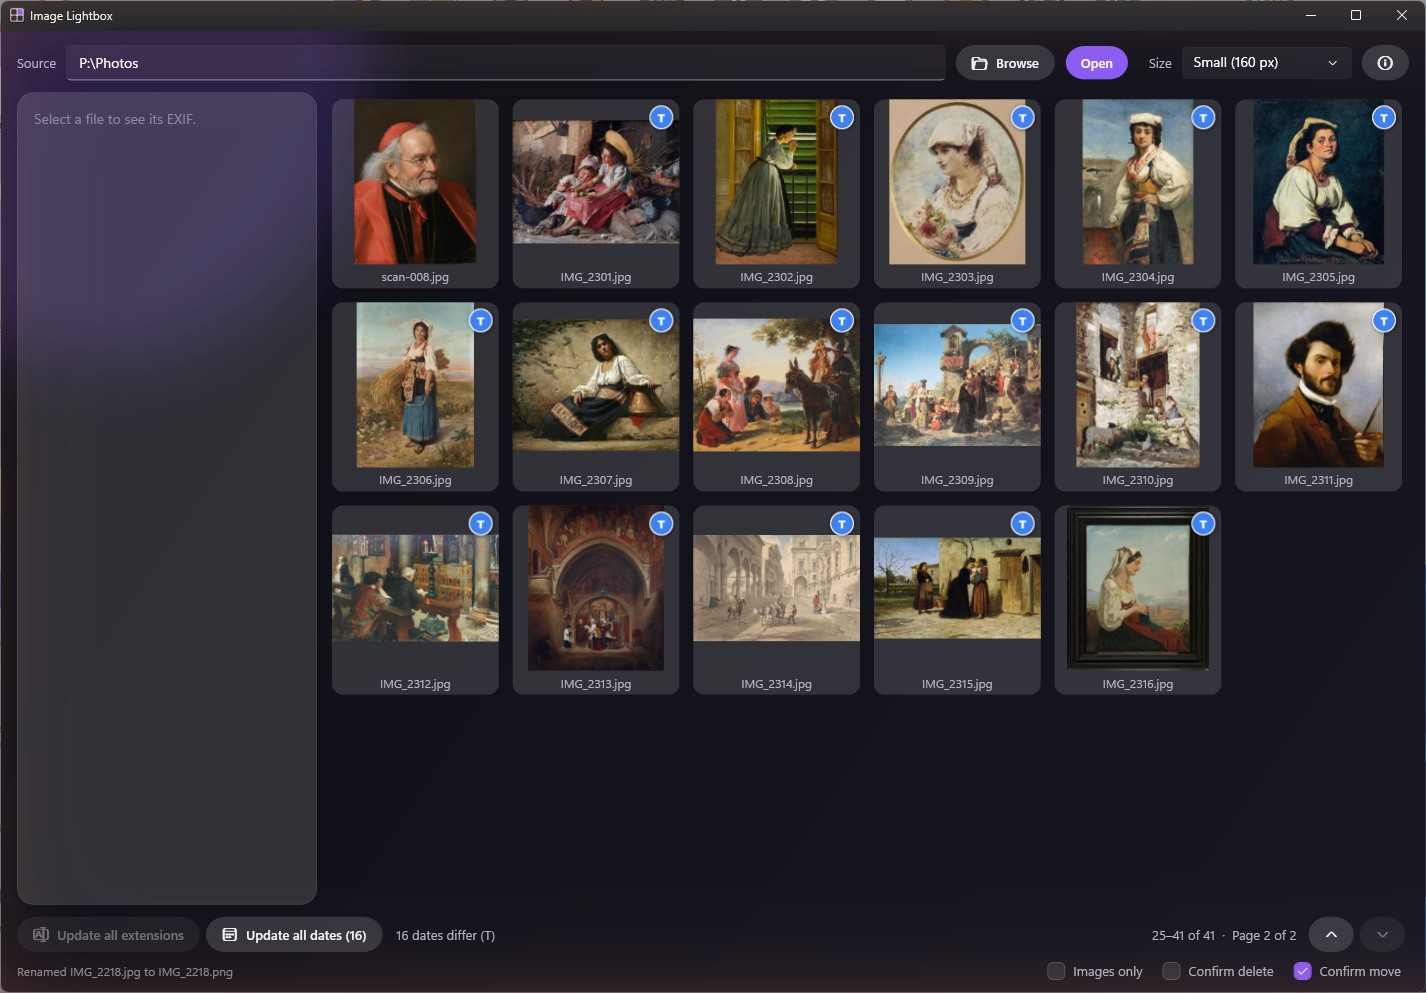 Image Lightbox
Source P:\Photos Browse Open Size Small (160 px)
Select a file to see its EXIF.
scan-008.jpg
T
IMG_2301.jpg
T
IMG_2302.jpg
T
IMG_2303.jpg
T
IMG_2304.jpg
T
IMG_2305.jpg
T
IMG_2306.jpg
T
IMG_2307.jpg
T
IMG_2308.jpg
T
IMG_2309.jpg
T
IMG_2310.jpg
T
IMG_2311.jpg
T
IMG_2312.jpg
T
IMG_2313.jpg
T
IMG_2314.jpg
T
IMG_2315.jpg
T
IMG_2316.jpg
Update all extensions Update all dates (16) 16 dates differ (T) 25–41 of 41 · Page 2 of 2
Renamed IMG_2218.jpg to IMG_2218.png Images only Confirm delete Confirm move